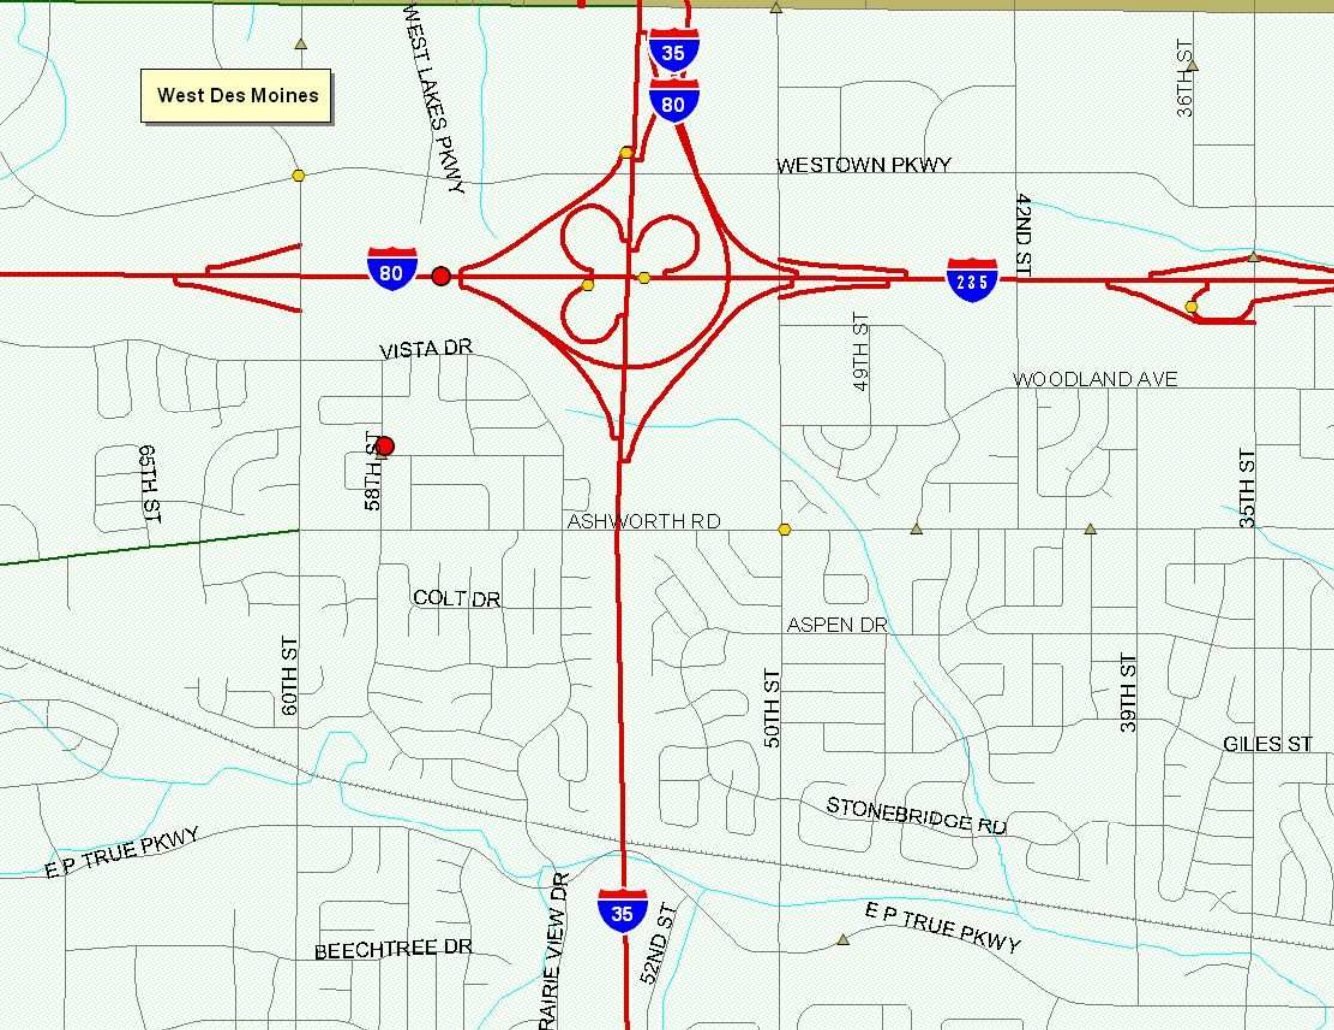 35
80
36TH ST
West Des Moines
WEST LAKES PKWY
WESTOWN PKWY
42ND ST
80
235
VISTA DR
49TH ST
WOODLAND AVE
65TH ST
58TH ST
35TH ST
ASHWORTH RD
COLT DR
ASPEN DR
60TH ST
50TH ST
39TH ST
GILES ST
STONEBRIDGE RD
E P TRUE PKWY
35
E P TRUE PKWY
BEECHTREE DR
RAIRIE VIEW DR
52ND ST